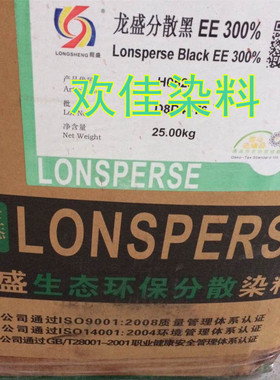 LONGSHENG 龙盛
龙盛分散黑 EE 300%
Lonsperse Black EE 300%
净含量
Net Weight
25.00kg
欢佳染料
LONSPERSE
LONSPERS
盛生态环保分散染料
公司通过ISO9001:2008质量管理体系认证
公司通过ISO14001:2004环境管理体系认证
公司通过GB/T28001-2001职业健康安全管理体系认证